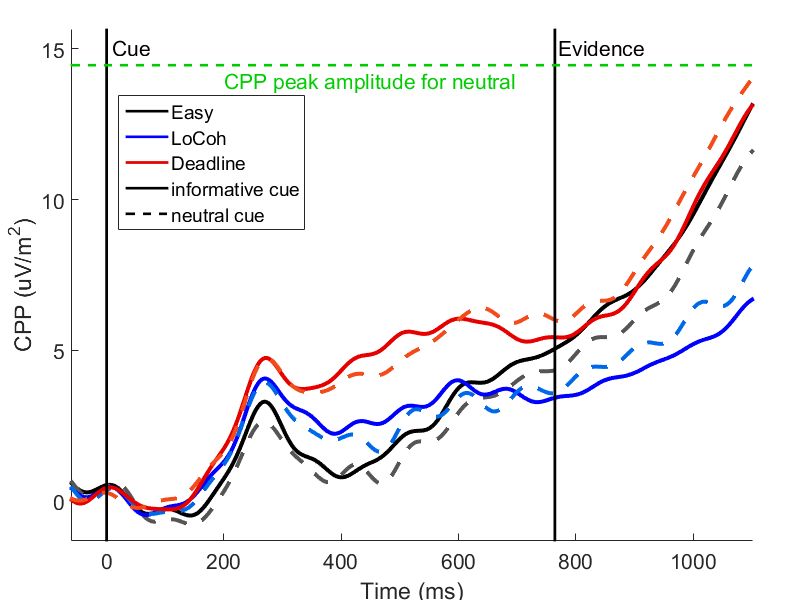 15
Cue
Evidence
CPP peak amplitude for neutral
Easy
LoCoh
Deadline
informative cue
neutral cue
10
5
0
CPP (uV/m²)
0
200
400
600
800
1000
Time (ms)